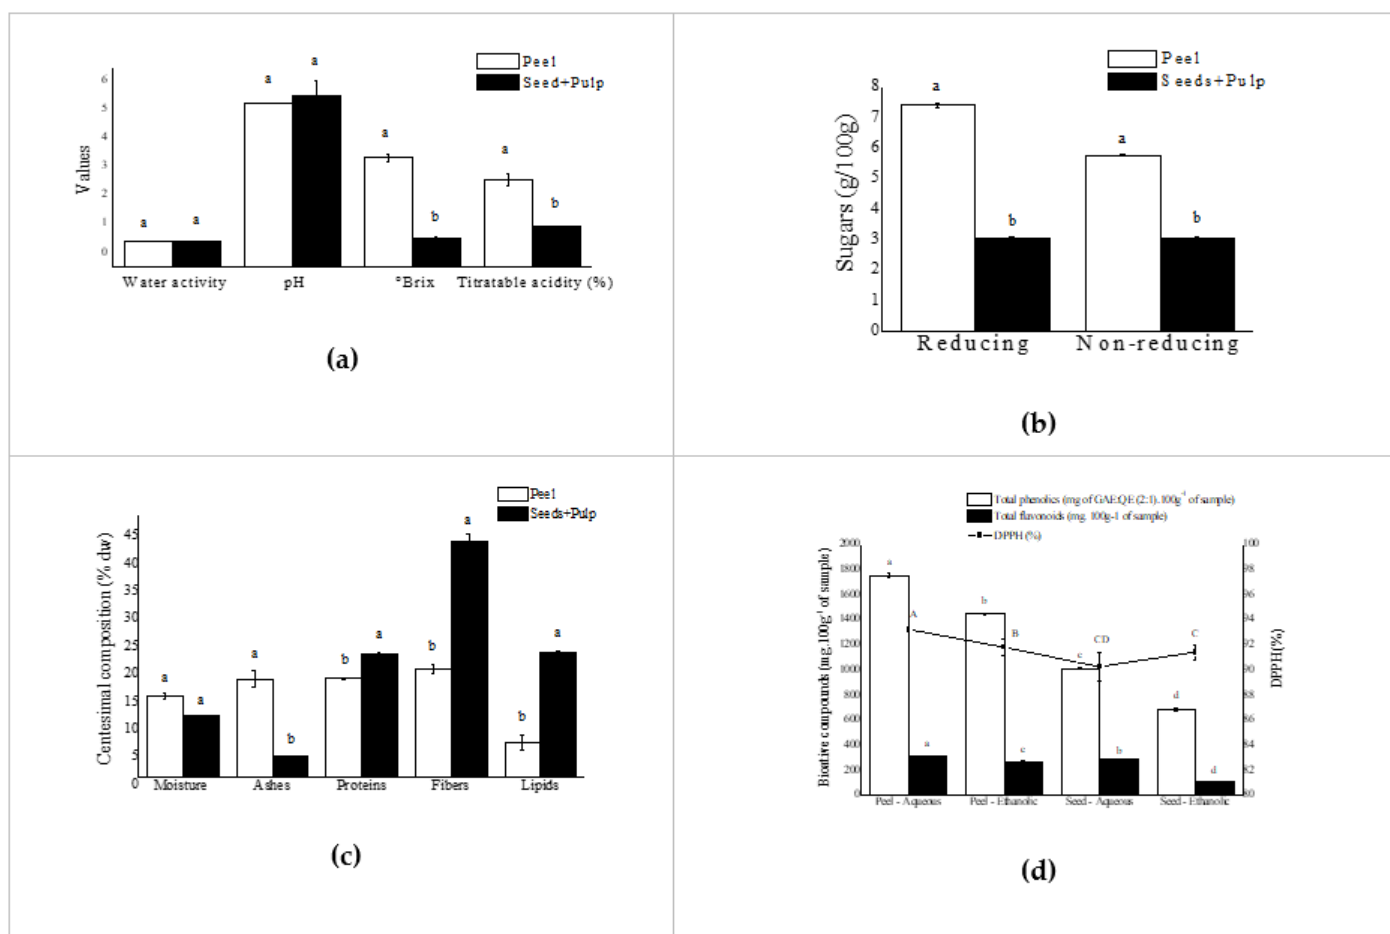 Peel
Seed+Pulp
6
5
4
3
2
1
0
Values
a
a
a
a
a
b
a
b
Water activity
pH
°Brix
Titratable acidity (%)
(a)
Peel
Seeds+Pulp
8
7
6
5
4
3
2
1
0
Sugars (g/100g)
a
b
a
b
Reducing
Non-reducing
(b)
Peel
Seeds+Pulp
45
40
35
30
25
20
15
10
5
0
Centesimal composition (% dw)
a
a
a
b
b
a
b
a
b
a
Moisture
Ashes
Proteins
Fibers
Lipids
(c)
Total phenolics (mg of GAE:QE (2:1).100g⁻¹ of sample)
Total flavonoids (mg. 100g-1 of sample)
DPPH (%)
2000
1800
1600
1400
1200
1000
800
600
400
200
0
Bioative compounds (mg.100g⁻¹ of sample)
100
98
96
94
92
90
88
86
84
82
80
DPPH(%)
a
A
a
b
B
c
c
CD
b
d
C
d
Peel - Aqueous
Peel - Ethanolic
Seed - Aqueous
Seed - Ethanolic
(d)